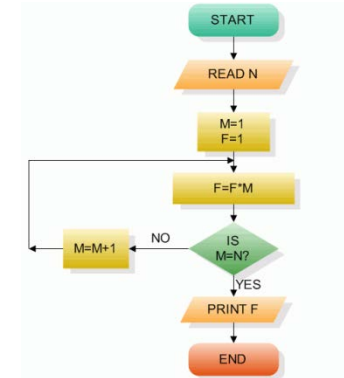 START
READ N
M=1
F=1
F=F*M
NO
M=M+1
IS
M=N?
YES
PRINT F
END